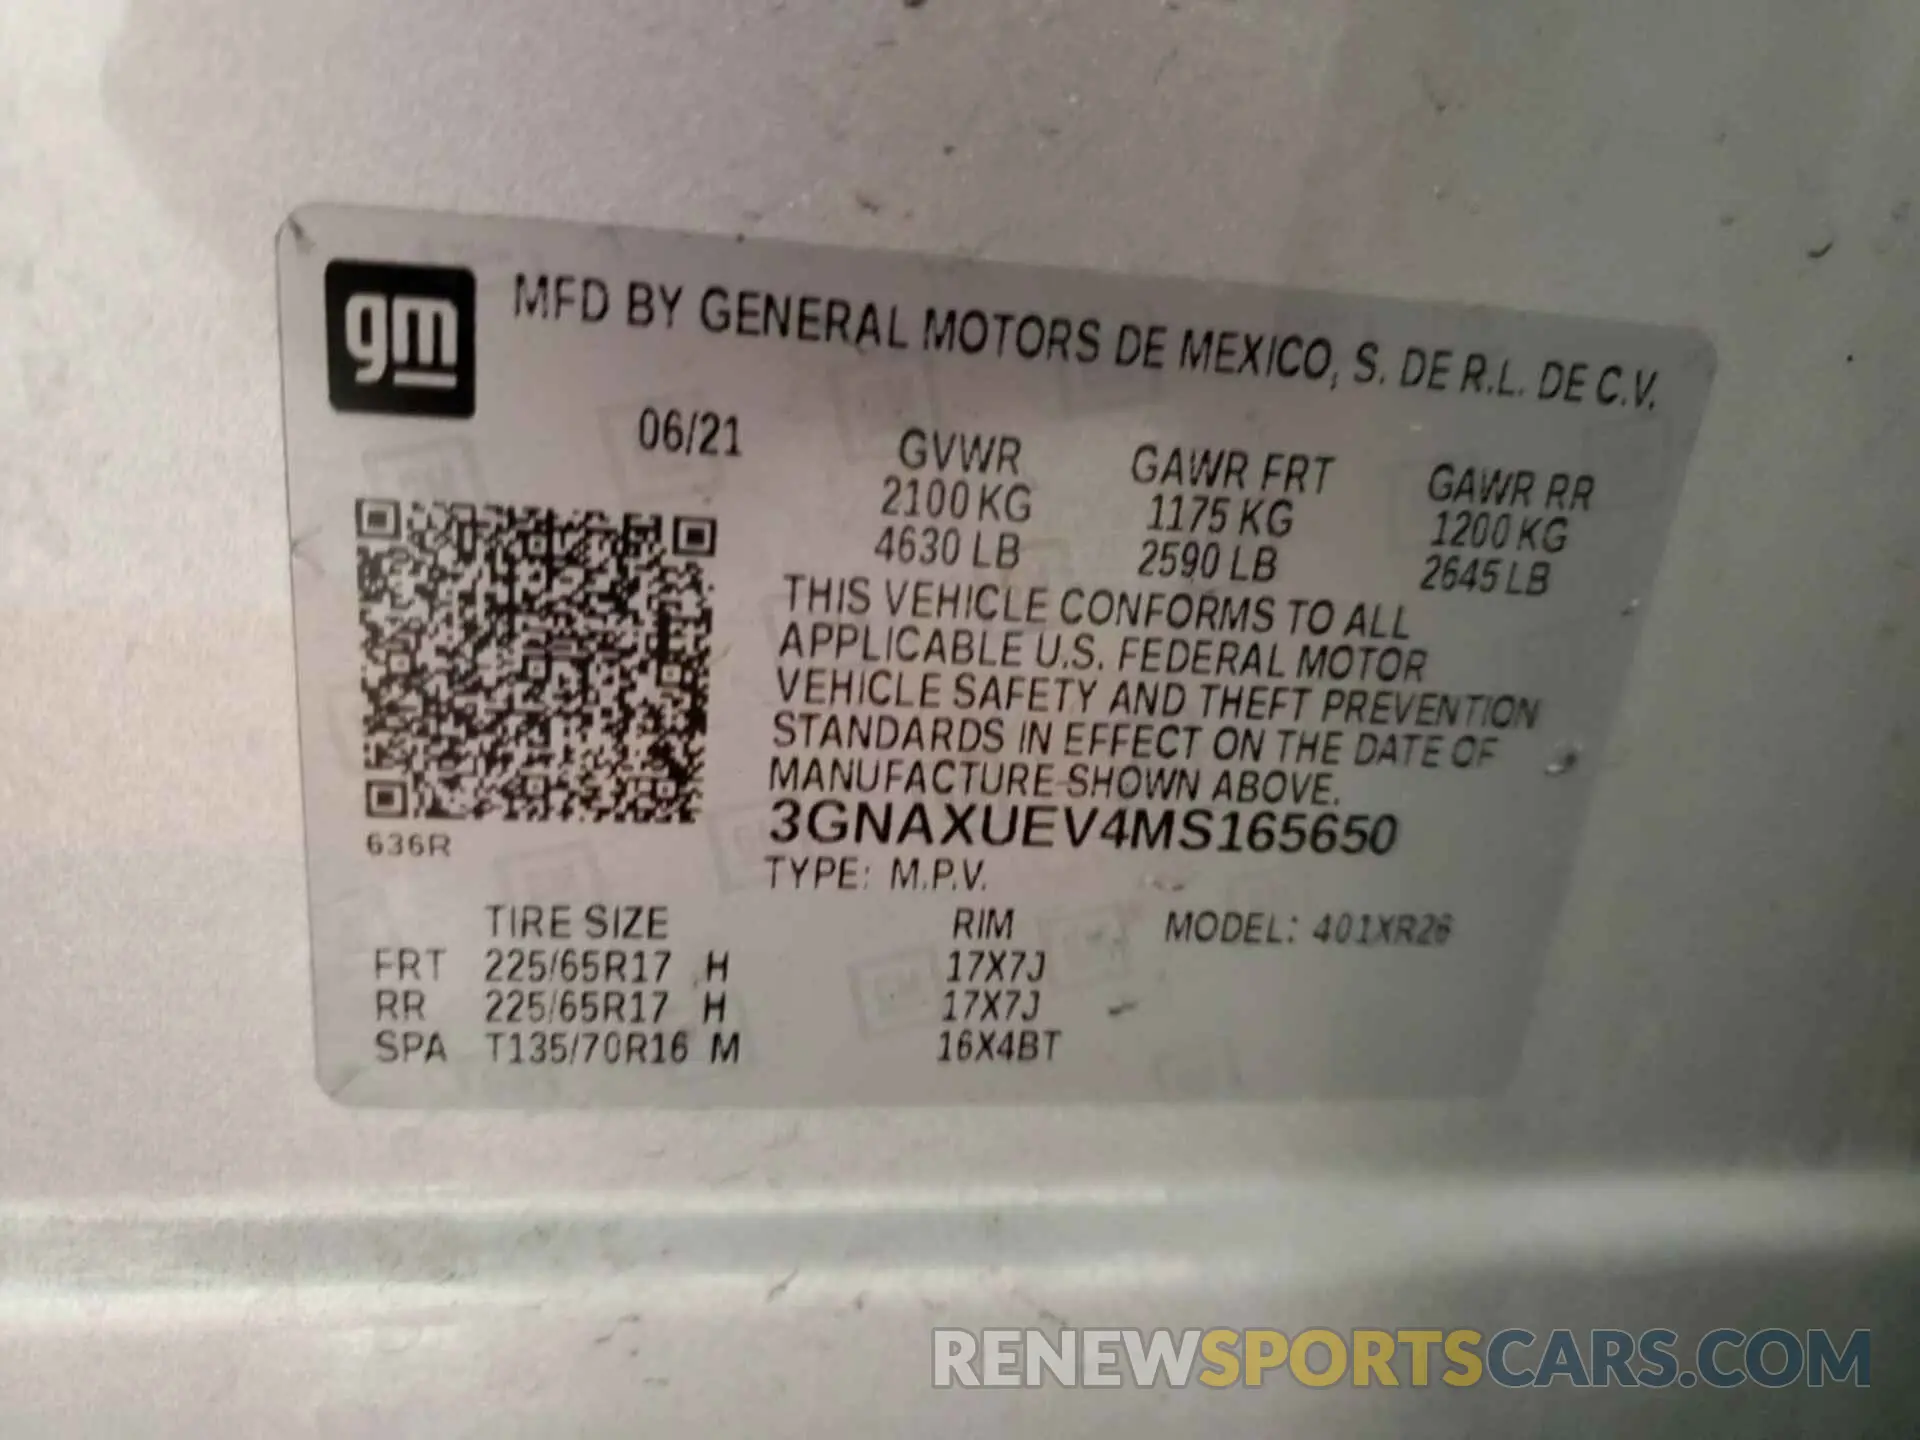 gm
MFD BY GENERAL MOTORS DE MEXICO, S. DE R.L. DE C.V.
06/21
GVWR GAWR FRT GAWR RR
2100 KG 1175 KG 1200 KG
4630 LB 2590 LB 2645 LB
THIS VEHICLE CONFORMS TO ALL
APPLICABLE U.S. FEDERAL MOTOR
VEHICLE SAFETY AND THEFT PREVENTION
STANDARDS IN EFFECT ON THE DATE OF
MANUFACTURE SHOWN ABOVE.
3GNAXUEV4MS165650
636R
TYPE: M.P.V.
TIRE SIZE RIM MODEL: 401XR26
FRT 225/65R17 H 17X7J
RR 225/65R17 H 17X7J
SPA T135/70R16 M 16X4BT
RENEWSPORTSCARS.COM